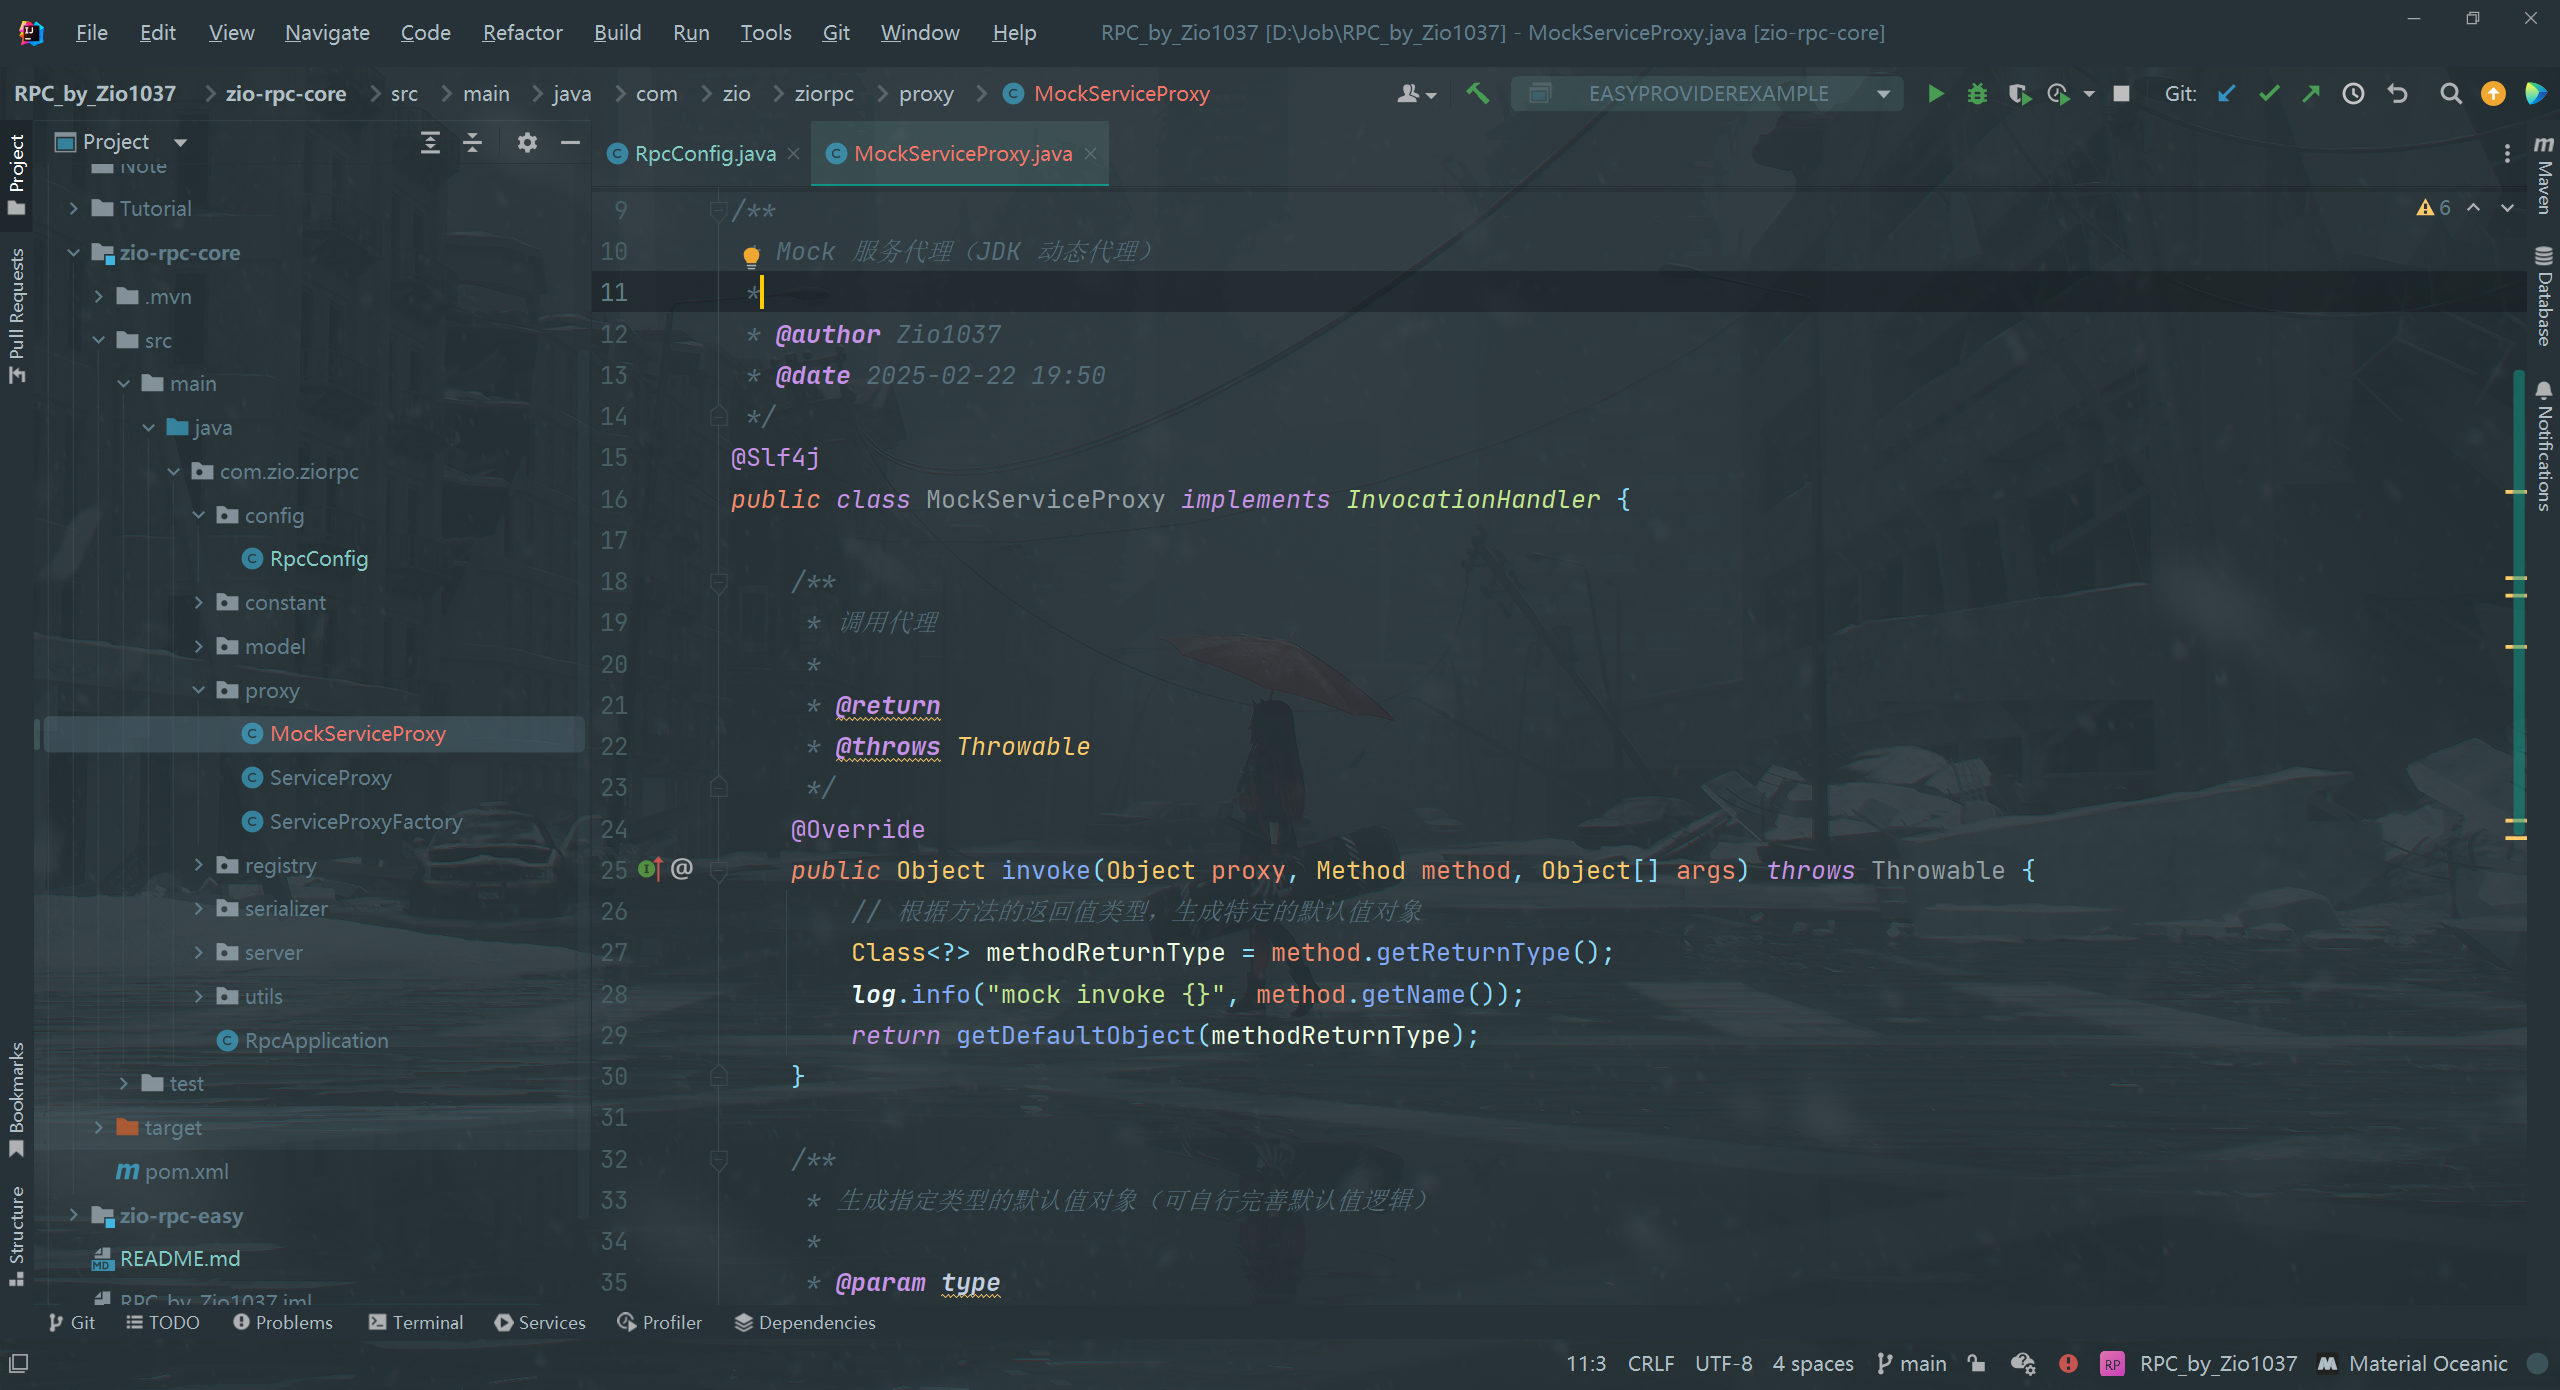 File Edit View Navigate Code Refactor Build Run Tools Git Window Help RPC_by_Zio1037 [D:\Job\RPC_by_Zio1037] - MockServiceProxy.java [zio-rpc-core]
RPC_by_Zio1037 zio-rpc-core src main java com zio ziorpc proxy MockServiceProxy EASYPROVIDEREXAMPLE Git:
Project
Pull Requests
Bookmarks
Structure
Project
Note
Tutorial
zio-rpc-core
.mvn
src
main
java
com.zio.ziorpc
config
RpcConfig
constant
model
proxy
MockServiceProxy
ServiceProxy
ServiceProxyFactory
registry
serializer
server
utils
RpcApplication
test
target
pom.xml
zio-rpc-easy
README.md
RPC_by_Zio1037.iml
RpcConfig.java MockServiceProxy.java
6
9 /**
10 * Mock 服务代理（JDK 动态代理）
11 *
12 * @author Zio1037
13 * @date 2025-02-22 19:50
14 */
15 @Slf4j
16 public class MockServiceProxy implements InvocationHandler {
17
18 /**
19 * 调用代理
20 *
21 * @return
22 * @throws Throwable
23 */
24 @Override
25 public Object invoke(Object proxy, Method method, Object[] args) throws Throwable {
26 // 根据方法的返回值类型，生成特定的默认值对象
27 Class<?> methodReturnType = method.getReturnType();
28 log.info("mock invoke {}", method.getName());
29 return getDefaultObject(methodReturnType);
30 }
31
32 /**
33 * 生成指定类型的默认值对象（可自行完善默认值逻辑）
34 *
35 * @param type
Maven
Database
Notifications
Git TODO Problems Terminal Services Profiler Dependencies
11:3 CRLF UTF-8 4 spaces main RP RPC_by_Zio1037 Material Oceanic